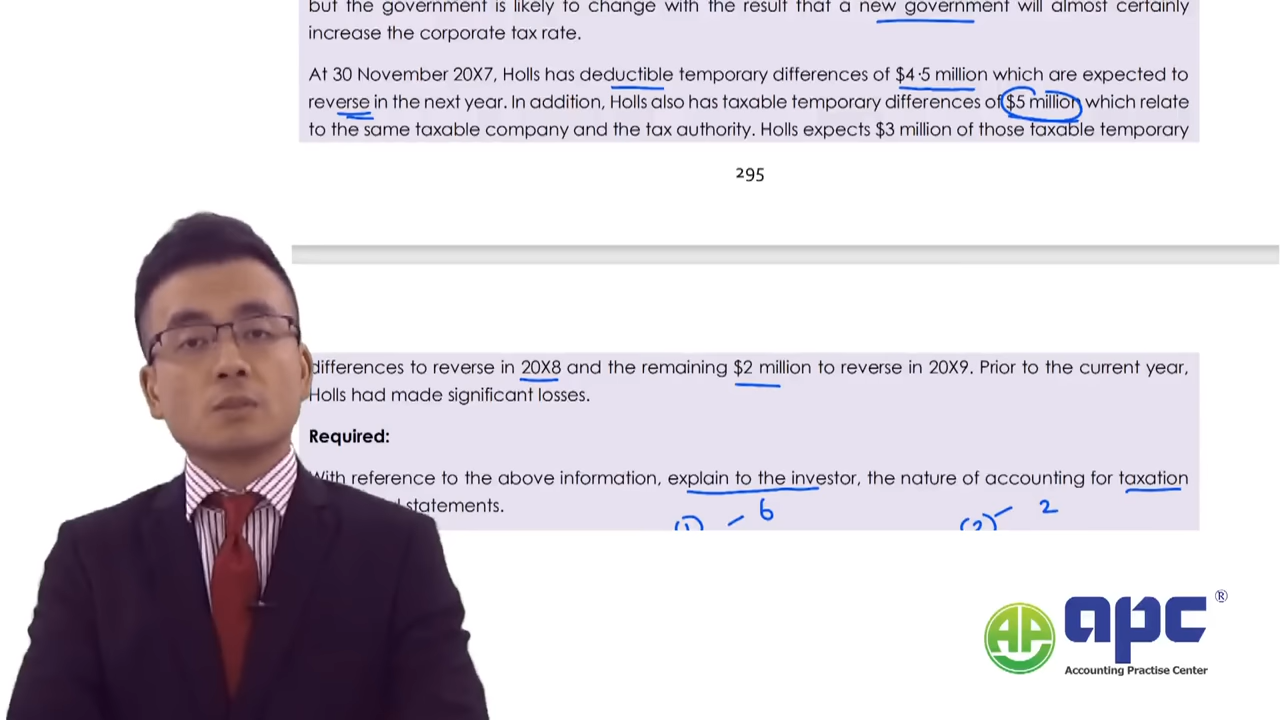 but the government is likely to change with the result that a new government will almost certainly
increase the corporate tax rate.
At 30 November 20X7, Holls has deductible temporary differences of $4·5 million which are expected to
reverse in the next year. In addition, Holls also has taxable temporary differences of $5 million which relate
to the same taxable company and the tax authority. Holls expects $3 million of those taxable temporary
295
differences to reverse in 20X8 and the remaining $2 million to reverse in 20X9. Prior to the current year,
Holls had made significant losses.
Required:
With reference to the above information, explain to the investor, the nature of accounting for taxation
statements.
(1) – 6 (2) – 2
AP apc ®
Accounting Practise Center